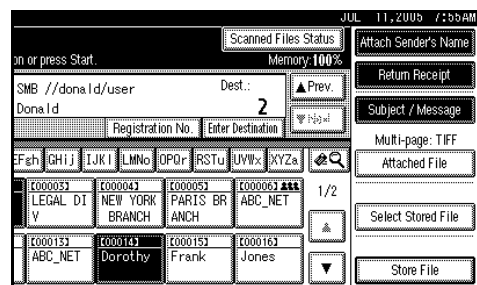 JUL 11,2005 7:55AM
Scanned Files Status
Attach Sender's Name
on or press Start.
Memory:100%
Return Receipt
SMB //donald/user
Dest.:
▲Prev.
Donald
2
Subject / Message
▼Next
Registration No.
Enter Destination
Multi-page: TIFF
EFgh
GHij
IJKl
LMNo
OPQr
RSTu
UVWx
XYZa
Attached File
[00003]
[00004]
[00005]
[00006]
1/2
LEGAL DI
NEW YORK
PARIS BR
ABC_NET
V
BRANCH
ANCH
Select Stored File
[00013]
[00014]
[00015]
[00016]
ABC_NET
Dorothy
Frank
Jones
▲
▼
Store File